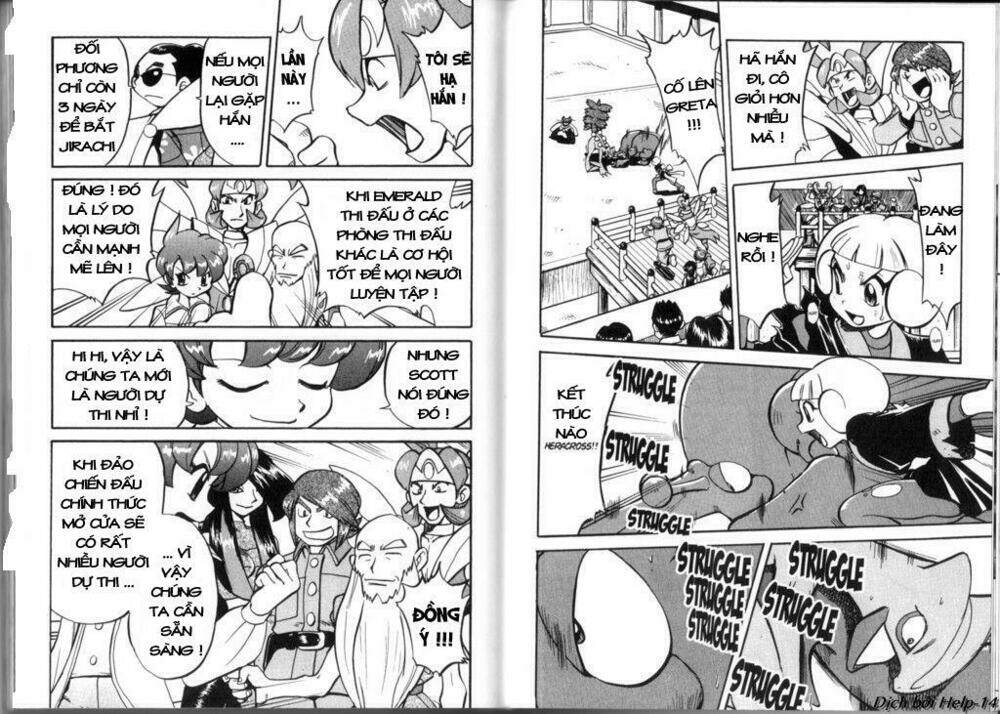 HÃ HẮN
ĐI, CÔ
GIỎI HƠN
NHIỀU
MÀ !
CỐ LÊN
GRETA
!!!
ĐANG
LÀM
ĐÂY !
NGHE
RỒI !
KẾT
THÚC
NÀO
HERACROSS!!
STRUGGLE
STRUGGLE
STRUGGLE
STRUGGLE
STRUGGLE
STRUGGLE
STRUGGLE
STRUGGLE
STRUGGLE
Dịch bởi Help-14
TÔI SẼ
HẠ
HẮN !
LẦN
NÀY
...
NẾU MỌI
NGƯỜI
LẠI GẶP
HẮN
....
ĐỐI
PHƯƠNG
CHỈ CÒN
3 NGÀY
ĐỂ BẮT
JIRACHI
KHI EMERALD
THI ĐẤU Ở CÁC
PHÒNG THI ĐẤU
KHÁC LÀ CƠ HỘI
TỐT ĐỂ MỌI NGƯỜI
LUYỆN TẬP !
ĐÚNG ! ĐÓ
LÀ LÝ DO
MỌI NGƯỜI
CẦN MẠNH
MẼ LÊN !
NHƯNG
SCOTT
NÓI ĐÚNG
ĐÓ !
HI HI, VẬY LÀ
CHÚNG TA MỚI
LÀ NGƯỜI DỰ
THI NHỈ !
KHI ĐẢO
CHIẾN ĐẤU
CHÍNH THỨC
MỞ CỬA SẼ
CÓ RẤT
NHIỀU NGƯỜI
DỰ THI ...
... VÌ
VẬY
CHÚNG
TA CẦN
SẴN
SÀNG !
ĐỒNG
Ý !!!